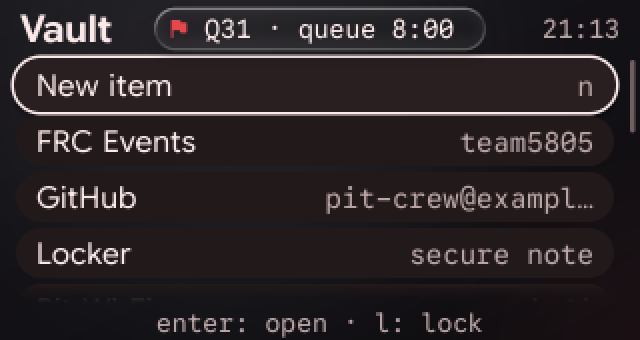 Vault
Q31 · queue 8:00
21:13
New item n
FRC Events team5805
GitHub pit-crew@exampl…
Locker secure note
enter: open · l: lock